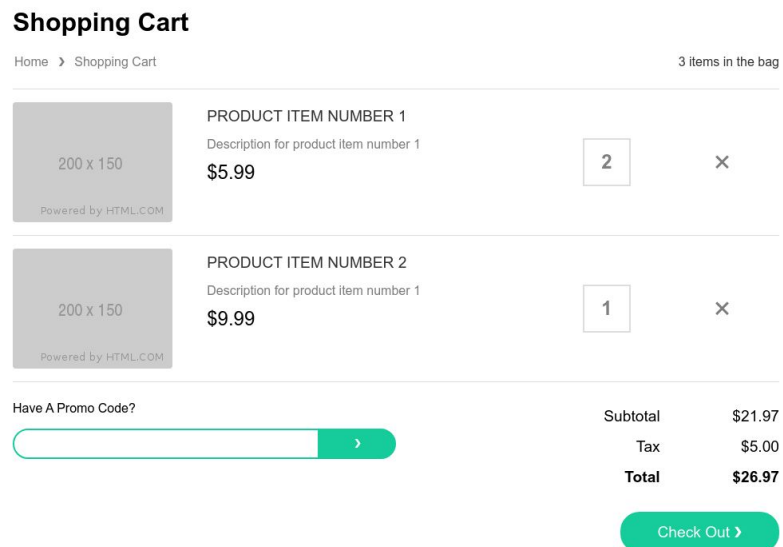 Shopping Cart
Home ❯ Shopping Cart
3 items in the bag
200 x 150
Powered by HTML.COM
PRODUCT ITEM NUMBER 1
Description for product item number 1
$5.99
2
×
200 x 150
Powered by HTML.COM
PRODUCT ITEM NUMBER 2
Description for product item number 1
$9.99
1
×
Have A Promo Code?
❯
Subtotal $21.97
Tax $5.00
Total $26.97
Check Out ❯